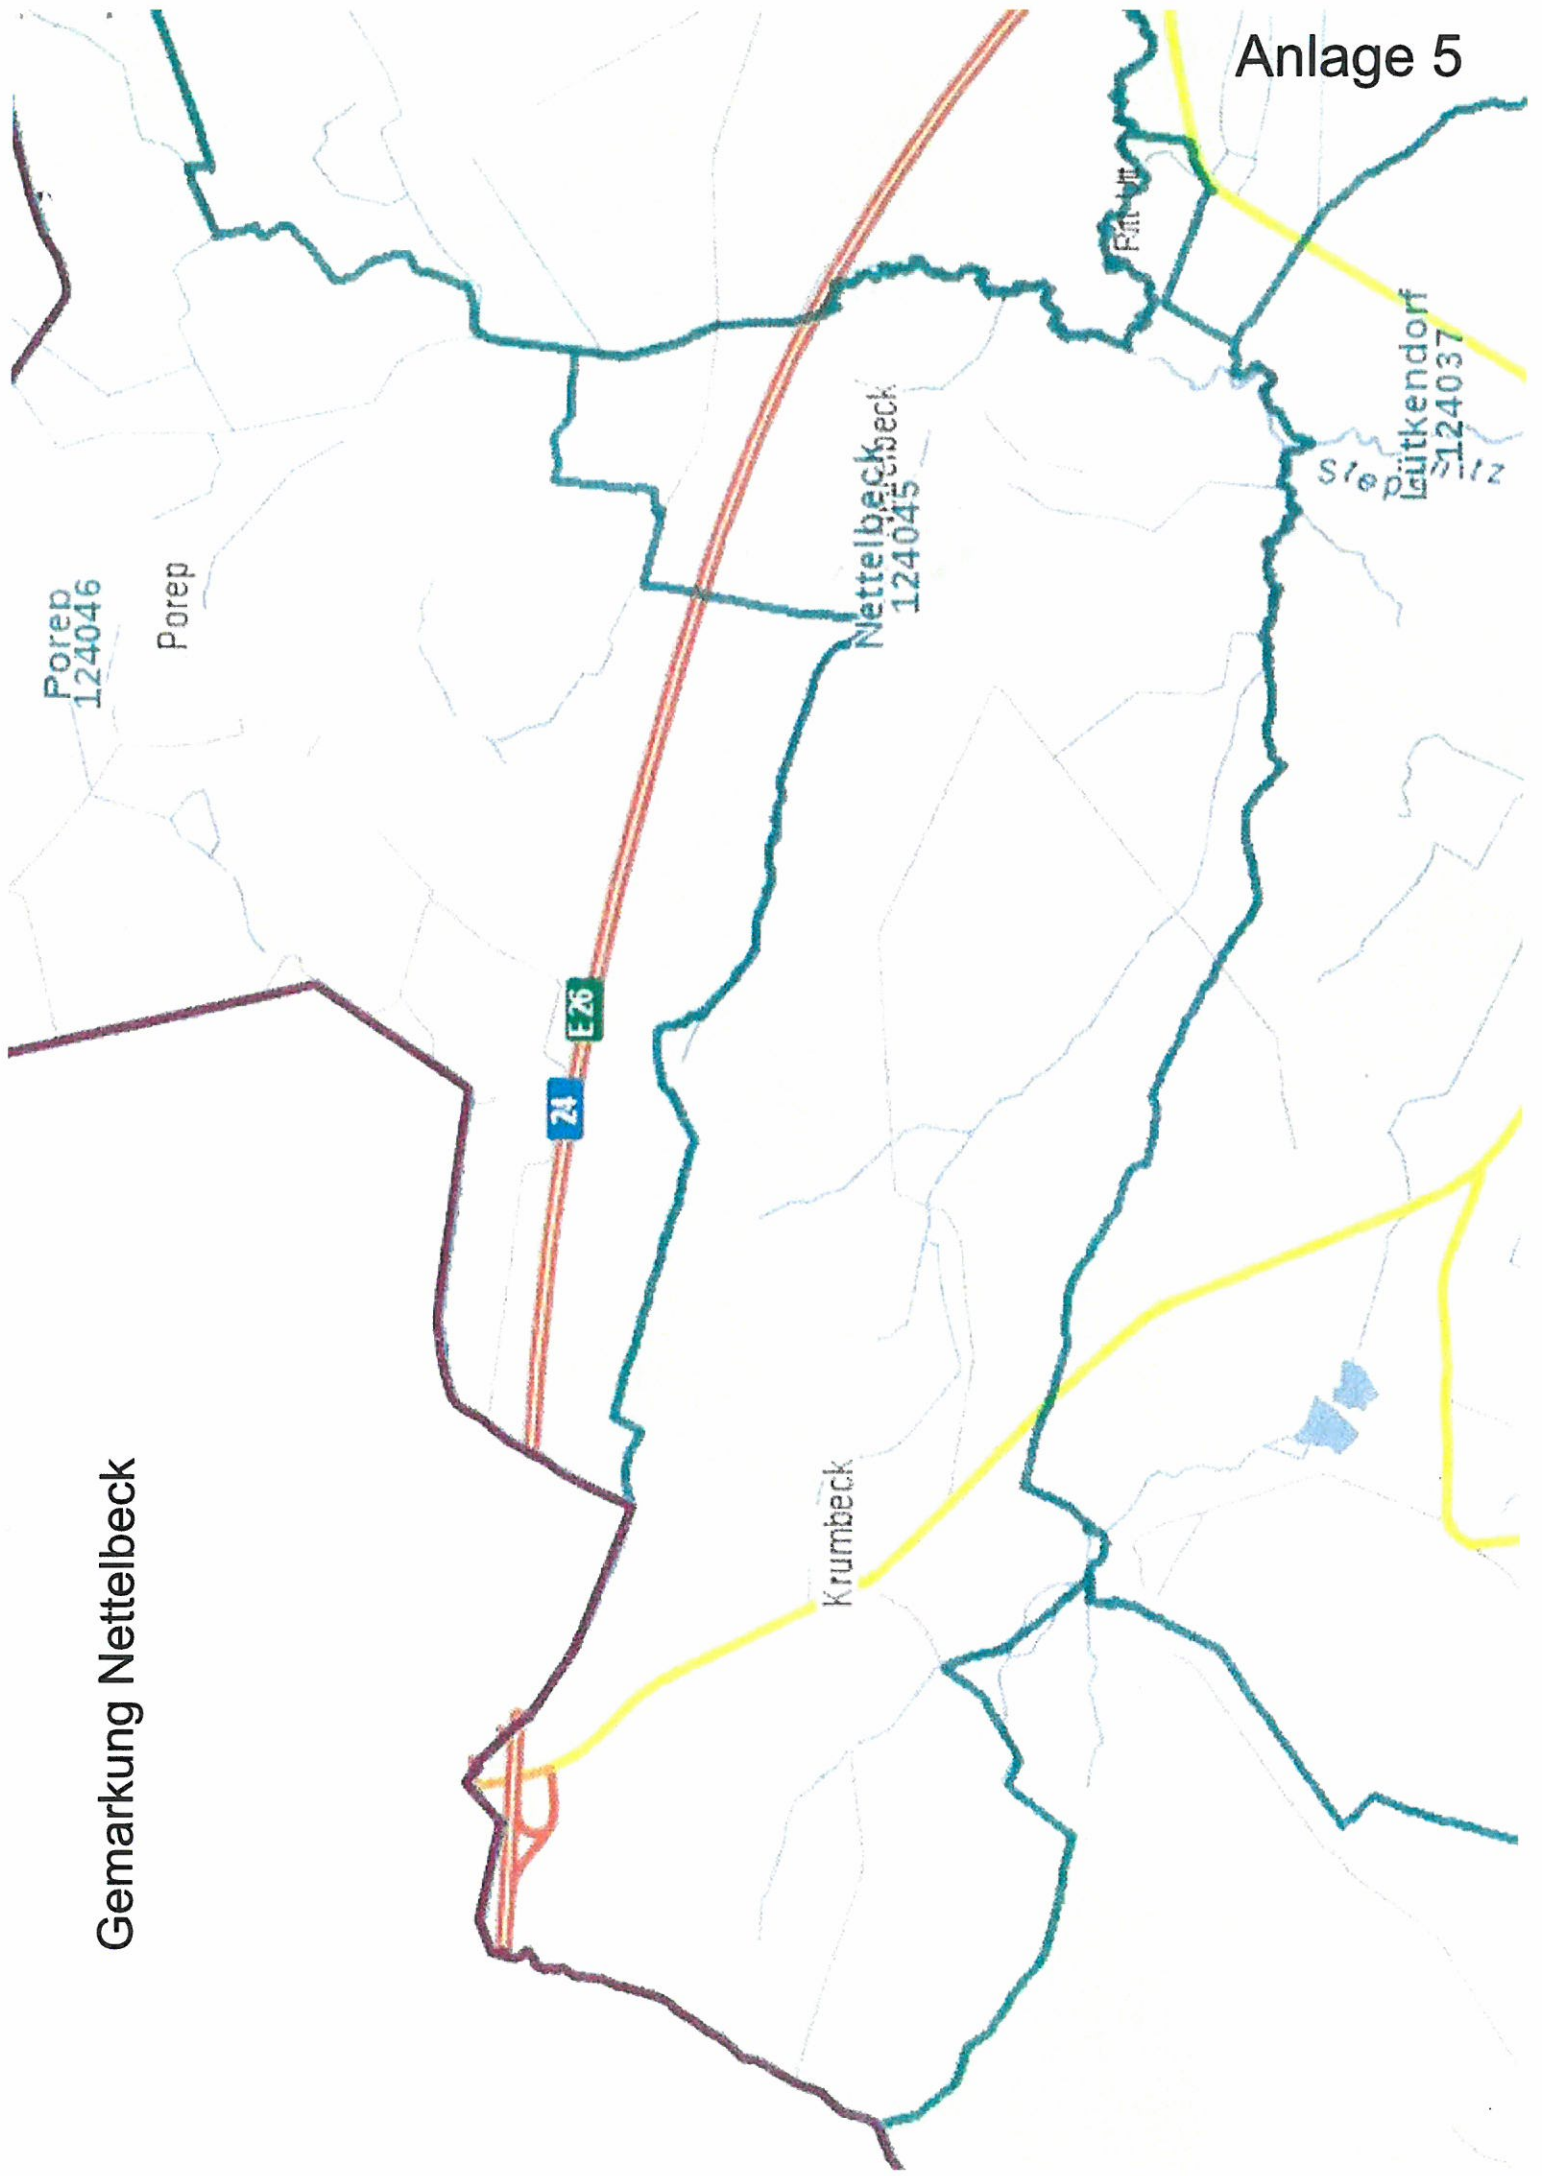 Anlage 5
Gemarkung Nettelbeck
Porep
124046
Porep
E 26
24
Nettelbeck
124045
Krumbeck
Lütkendorf
124037